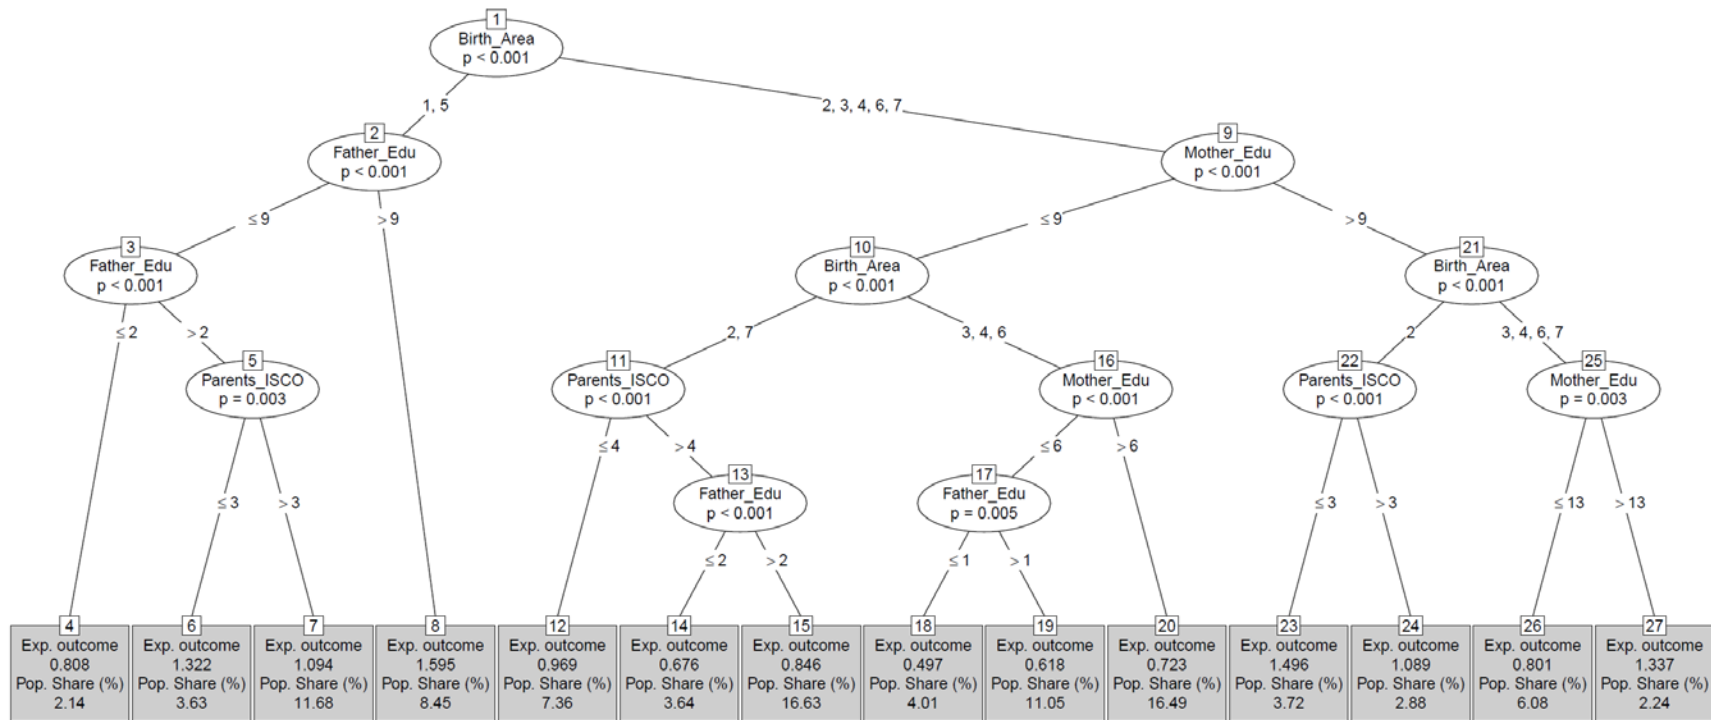 1
Birth_Area
p < 0.001
1, 5
2, 3, 4, 6, 7
2
Father_Edu
p < 0.001
9
Mother_Edu
p < 0.001
≤ 9
> 9
≤ 9
> 9
3
Father_Edu
p < 0.001
10
Birth_Area
p < 0.001
21
Birth_Area
p < 0.001
≤ 2
> 2
2, 7
3, 4, 6
2
3, 4, 6, 7
5
Parents_ISCO
p = 0.003
11
Parents_ISCO
p < 0.001
16
Mother_Edu
p < 0.001
22
Parents_ISCO
p < 0.001
25
Mother_Edu
p = 0.003
≤ 4
> 4
≤ 6
> 6
13
Father_Edu
p < 0.001
17
Father_Edu
p = 0.005
≤ 3
> 3
≤ 3
> 3
≤ 13
> 13
≤ 2
> 2
≤ 1
> 1
4
Exp. outcome
0.808
Pop. Share (%)
2.14
6
Exp. outcome
1.322
Pop. Share (%)
3.63
7
Exp. outcome
1.094
Pop. Share (%)
11.68
8
Exp. outcome
1.595
Pop. Share (%)
8.45
12
Exp. outcome
0.969
Pop. Share (%)
7.36
14
Exp. outcome
0.676
Pop. Share (%)
3.64
15
Exp. outcome
0.846
Pop. Share (%)
16.63
18
Exp. outcome
0.497
Pop. Share (%)
4.01
19
Exp. outcome
0.618
Pop. Share (%)
11.05
20
Exp. outcome
0.723
Pop. Share (%)
16.49
23
Exp. outcome
1.496
Pop. Share (%)
3.72
24
Exp. outcome
1.089
Pop. Share (%)
2.88
26
Exp. outcome
0.801
Pop. Share (%)
6.08
27
Exp. outcome
1.337
Pop. Share (%)
2.24